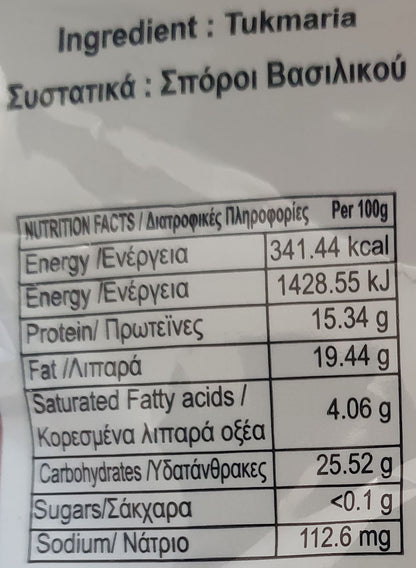 Ingredient : Tukmaria
Συστατικά : Σπόροι Βασιλικού
NUTRITION FACTS / Διατροφικές Πληροφορίες Per 100g
Energy /Ενέργεια 341.44 kcal
Energy /Ενέργεια 1428.55 kJ
Protein/ Πρωτεΐνες 15.34 g
Fat /Λιπαρά 19.44 g
Saturated Fatty acids /
Κορεσμένα λιπαρά οξέα 4.06 g
Carbohydrates /Υδατάνθρακες 25.52 g
Sugars/Σάκχαρα <0.1 g
Sodium/ Νάτριο 112.6 mg